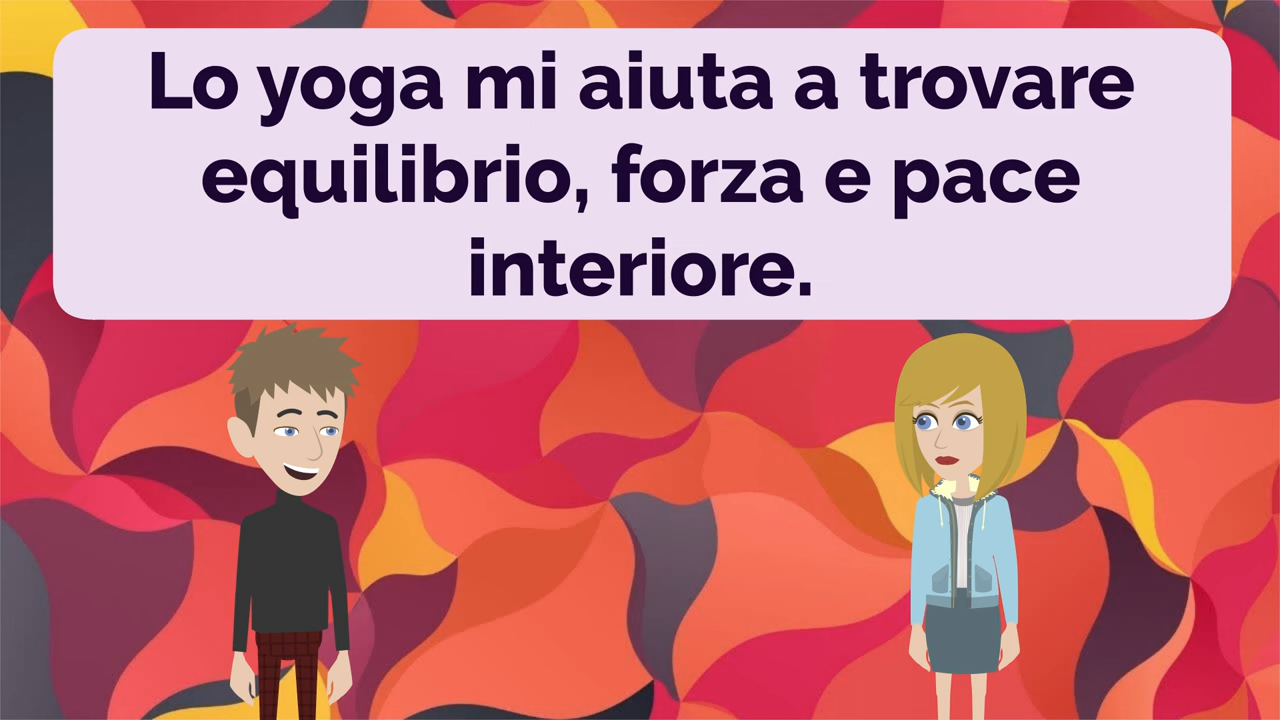 Lo yoga mi aiuta a trovare
equilibrio, forza e pace
interiore.